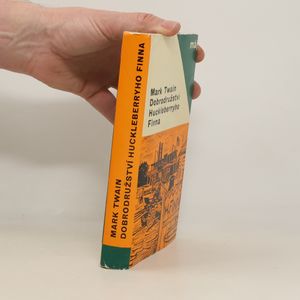 MARK TWAIN
DOBRODRUŽSTVÍ HUCKLEBERRYHO FINNA
Mark Twain
Dobrodružství
Huckleberryho
Finna